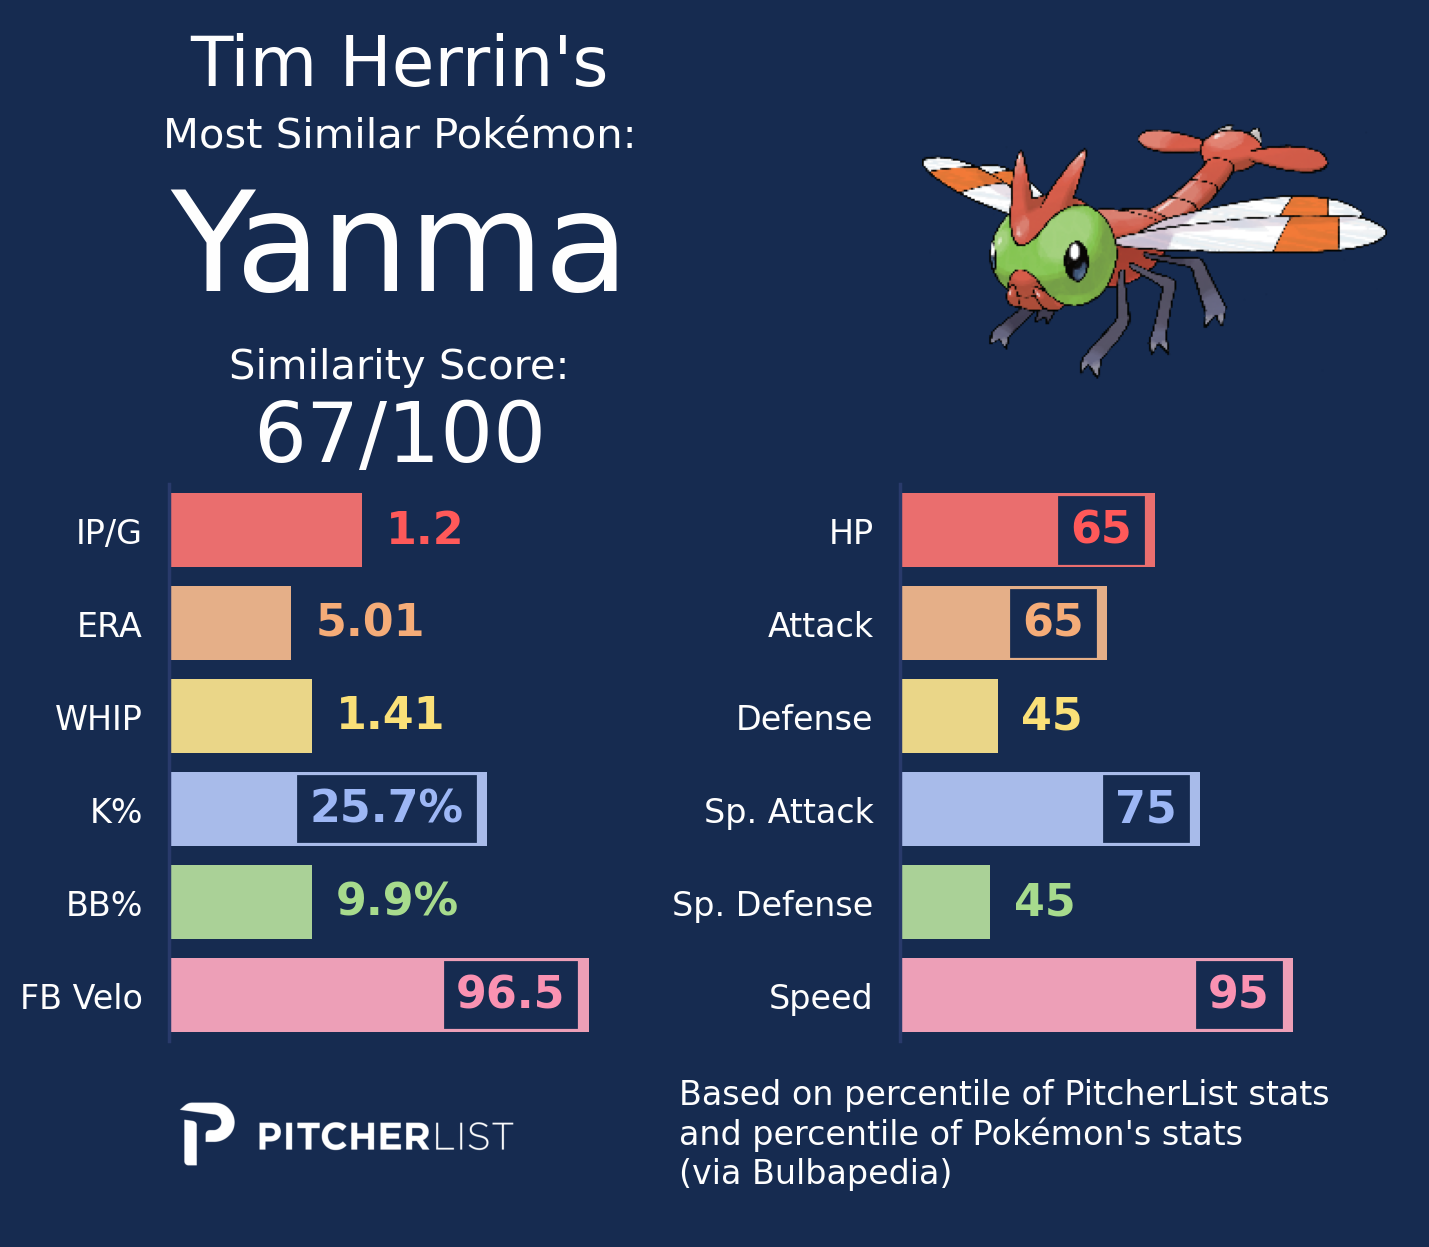 Tim Herrin's
Most Similar Pokémon:
Yanma
Similarity Score:
67/100
IP/G 1.2
ERA 5.01
WHIP 1.41
K% 25.7%
BB% 9.9%
FB Velo 96.5
HP 65
Attack 65
Defense 45
Sp. Attack 75
Sp. Defense 45
Speed 95
PITCHERLIST
Based on percentile of PitcherList stats
and percentile of Pokémon's stats
(via Bulbapedia)